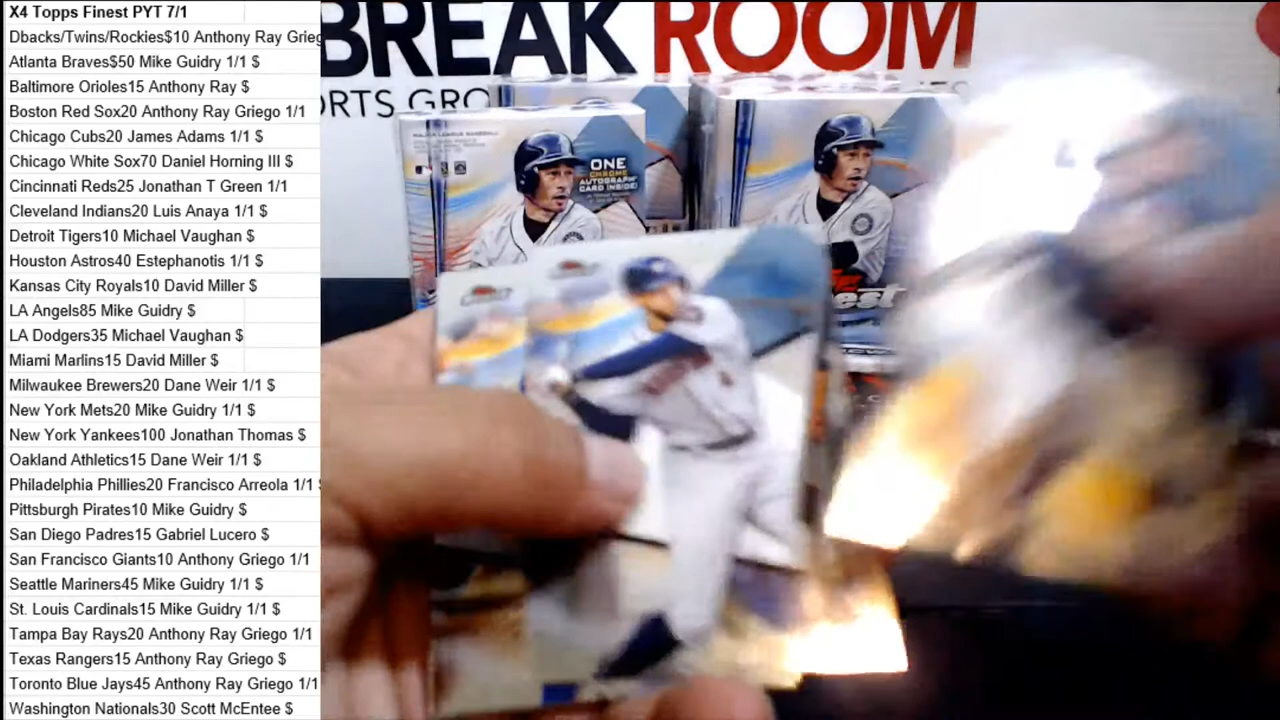 X4 Topps Finest PYT 7/1
Dbacks/Twins/Rockies$10 Anthony Ray Grieg
Atlanta Braves$50 Mike Guidry 1/1 $
Baltimore Orioles15 Anthony Ray $
Boston Red Sox20 Anthony Ray Griego 1/1
Chicago Cubs20 James Adams 1/1 $
Chicago White Sox70 Daniel Horning III $
Cincinnati Reds25 Jonathan T Green 1/1
Cleveland Indians20 Luis Anaya 1/1 $
Detroit Tigers10 Michael Vaughan $
Houston Astros40 Estephanotis 1/1 $
Kansas City Royals10 David Miller $
LA Angels85 Mike Guidry $
LA Dodgers35 Michael Vaughan $
Miami Marlins15 David Miller $
Milwaukee Brewers20 Dane Weir 1/1 $
New York Mets20 Mike Guidry 1/1 $
New York Yankees100 Jonathan Thomas $
Oakland Athletics15 Dane Weir 1/1 $
Philadelphia Phillies20 Francisco Arreola 1/1 $
Pittsburgh Pirates10 Mike Guidry $
San Diego Padres15 Gabriel Lucero $
San Francisco Giants10 Anthony Griego 1/1
Seattle Mariners45 Mike Guidry 1/1 $
St. Louis Cardinals15 Mike Guidry 1/1 $
Tampa Bay Rays20 Anthony Ray Griego 1/1
Texas Rangers15 Anthony Ray Griego $
Toronto Blue Jays45 Anthony Ray Griego 1/1
Washington Nationals30 Scott McEntee $
BREAK ROOM
ORTS GRO
MAJOR LEAGUE BASEBALL
ONE
CHROME
AUTOGRAPH
CARD INSIDE!
est